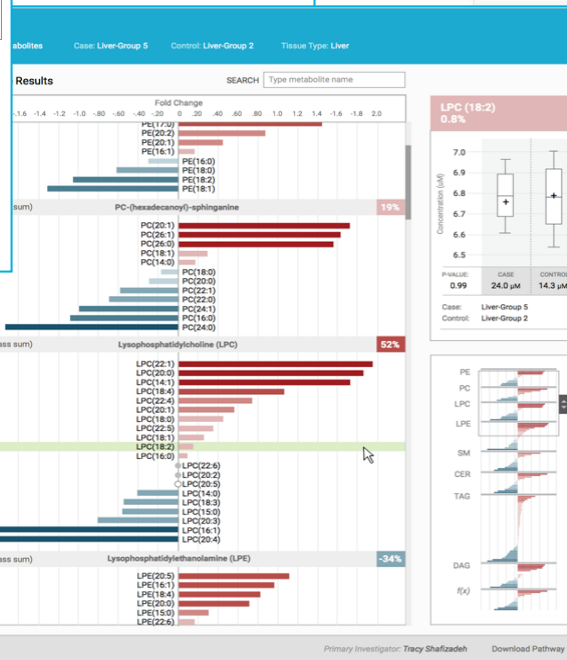 abolites Case: Liver-Group 5 Control: Liver-Group 2 Tissue Type: Liver
Results SEARCH Type metabolite name
Fold Change
-1.6 -1.4 -1.2 -1.0 -.80 -.60 -.40 -.20 0 .20 .40 .60 .80 1.0 1.2 1.4 1.6 -1.8 2.0
PE(17:0)
PE(20:2)
PE(20:1)
PE(16:1)
PE(16:0)
PE(18:0)
PE(18:2)
PE(18:1)
sum) PC-(hexadecanoyl)-sphinganine 19%
PC(20:1)
PC(26:1)
PC(26:0)
PC(18:1)
PC(14:0)
PC(18:0)
PC(20:0)
PC(22:1)
PC(22:0)
PC(24:1)
PC(16:0)
PC(24:0)
ass sum) Lysophosphatidylcholine (LPC) 52%
LPC(22:1)
LPC(20:0)
LPC(14:1)
LPC(18:4)
LPC(22:4)
LPC(20:1)
LPC(18:0)
LPC(22:5)
LPC(18:1)
LPC(18:2)
LPC(16:0)
LPC(22:6)
LPC(20:2)
LPC(20:5)
LPC(14:0)
LPC(18:3)
LPC(15:0)
LPC(20:3)
LPC(16:1)
LPC(20:4)
ass sum) Lysophosphatidylethanolamine (LPE) -34%
LPE(20:5)
LPE(16:1)
LPE(18:4)
LPE(20:0)
LPE(15:0)
LPE(22:6)
LPC (18:2)
0.8%
Concentration (uM)
7.0
6.9
6.8
6.7
6.6
6.5
P-VALUE: CASE CONTROL
0.99 24.0 µM 14.3 µM
Case: Liver-Group 5
Control: Liver-Group 2
PE
PC
LPC
LPE
SM
CER
TAG
DAG
f(x)
Primary Investigator: Tracy Shafizadeh Download Pathway